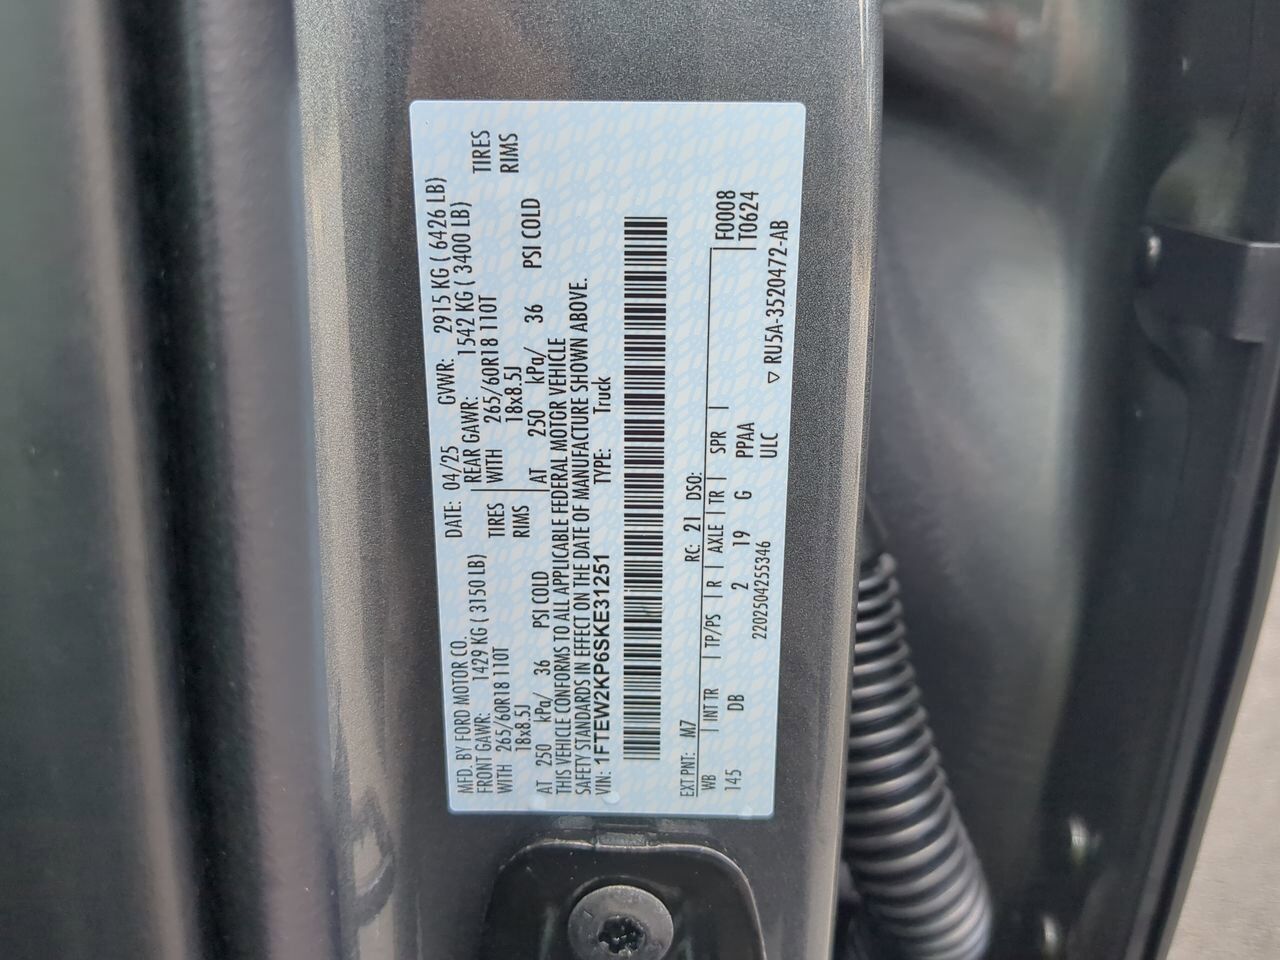 MFD. BY FORD MOTOR CO. DATE: 04/25 GVWR: 2915 KG ( 6426 LB)
FRONT GAWR: 1429 KG ( 3150 LB) REAR GAWR: 1542 KG ( 3400 LB)
WITH 265/60R18 110T TIRES WITH 265/60R18 110T TIRES
18x8.5J RIMS 18x8.5J RIMS
AT 250 kPa/ 36 PSI COLD AT 250 kPa/ 36 PSI COLD
THIS VEHICLE CONFORMS TO ALL APPLICABLE FEDERAL MOTOR VEHICLE
SAFETY STANDARDS IN EFFECT ON THE DATE OF MANUFACTURE SHOWN ABOVE.
VIN: 1FTEW2KP6SKE31251 TYPE: Truck
EXT PNT: M7 RC: 21 DSO:
WB INT TR TP/PS R AXLE TR SPR F0008
145 DB 2 19 G PPAA T0624
2202504255346 ULC ▽ RU5A-3520472-AB